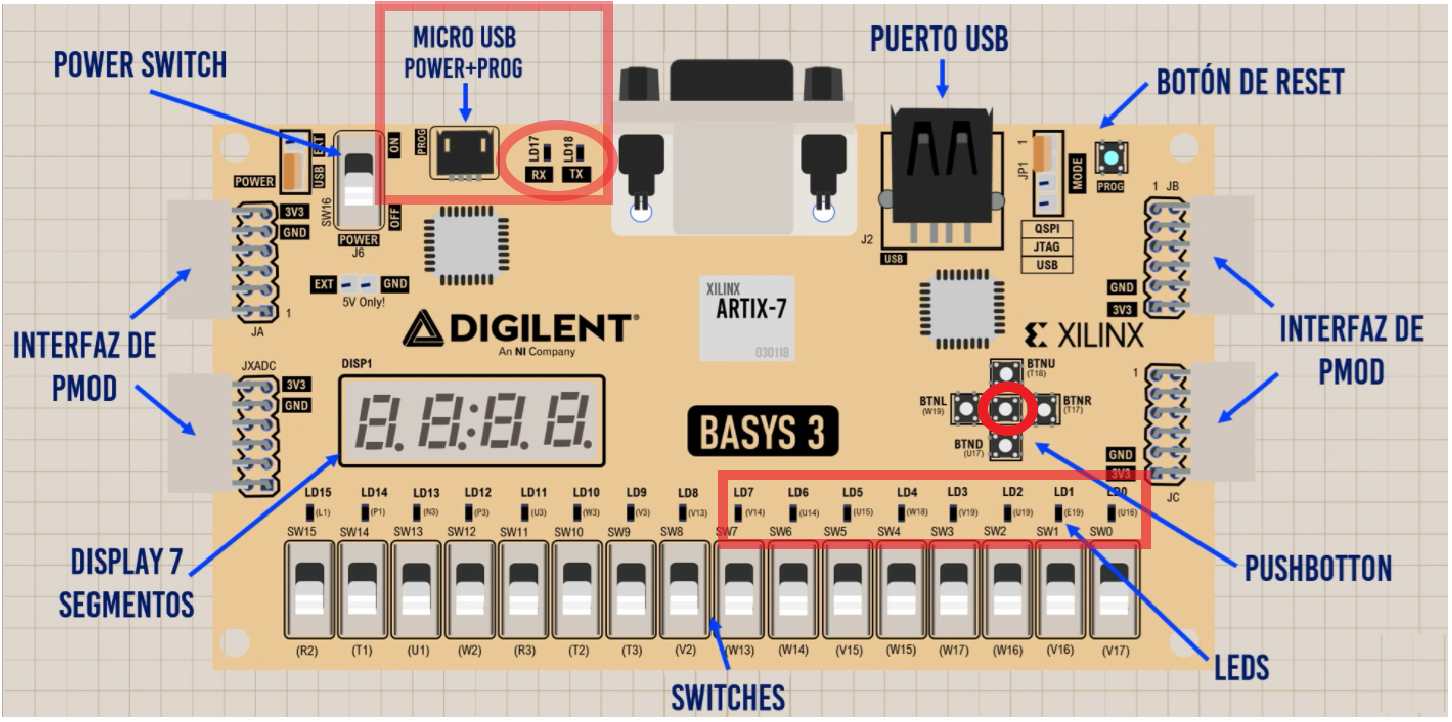 MICRO USB
POWER+PROG
PUERTO USB
POWER SWITCH
BOTÓN DE RESET
EXT
USB
POWER
ON
OFF
SW16
POWER
J6
PROG
LD17
RX
LD18
TX
J2
USB
JP1
1
MODE
PROG
QSPI
JTAG
USB
1 JB
GND
3V3
3V3
GND
1
JA
EXT
GND
5V Only!
INTERFAZ DE
PMOD
INTERFAZ DE
PMOD
DIGILENT®
An NI Company
XILINX
ARTIX-7
030118
XILINX
JXADC
3V3
GND
DISP1
BASYS 3
BTNU
(T18)
BTNL
(W19)
BTNR
(T17)
BTND
(U17)
1
GND
3V3
JC
LD15 LD14 LD13 LD12 LD11 LD10 LD9 LD8 LD7 LD6 LD5 LD4 LD3 LD2 LD1 LD0
(L1) (P1) (N3) (P3) (U3) (W3) (V3) (V13) (V14) (U14) (U15) (W18) (V19) (U19) (E19) (U16)
SW15 SW14 SW13 SW12 SW11 SW10 SW9 SW8 SW7 SW6 SW5 SW4 SW3 SW2 SW1 SW0
(R2) (T1) (U1) (W2) (R3) (T2) (T3) (V2) (W13) (W14) (V15) (W15) (W17) (W16) (V16) (V17)
DISPLAY 7
SEGMENTOS
PUSHBOTTON
LEDS
SWITCHES